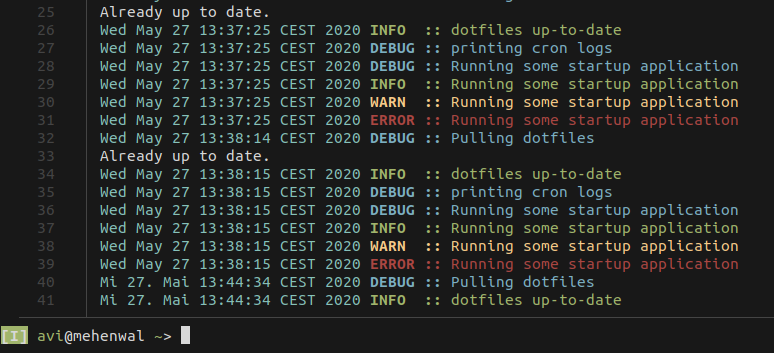 25 Already up to date.
26 Wed May 27 13:37:25 CEST 2020 INFO :: dotfiles up-to-date
27 Wed May 27 13:37:25 CEST 2020 DEBUG :: printing cron logs
28 Wed May 27 13:37:25 CEST 2020 DEBUG :: Running some startup application
29 Wed May 27 13:37:25 CEST 2020 INFO :: Running some startup application
30 Wed May 27 13:37:25 CEST 2020 WARN :: Running some startup application
31 Wed May 27 13:37:25 CEST 2020 ERROR :: Running some startup application
32 Wed May 27 13:38:14 CEST 2020 DEBUG :: Pulling dotfiles
33 Already up to date.
34 Wed May 27 13:38:15 CEST 2020 INFO :: dotfiles up-to-date
35 Wed May 27 13:38:15 CEST 2020 DEBUG :: printing cron logs
36 Wed May 27 13:38:15 CEST 2020 DEBUG :: Running some startup application
37 Wed May 27 13:38:15 CEST 2020 INFO :: Running some startup application
38 Wed May 27 13:38:15 CEST 2020 WARN :: Running some startup application
39 Wed May 27 13:38:15 CEST 2020 ERROR :: Running some startup application
40 Mi 27. Mai 13:44:34 CEST 2020 DEBUG :: Pulling dotfiles
41 Mi 27. Mai 13:44:34 CEST 2020 INFO :: dotfiles up-to-date
[I] avi@mehenwal ~>